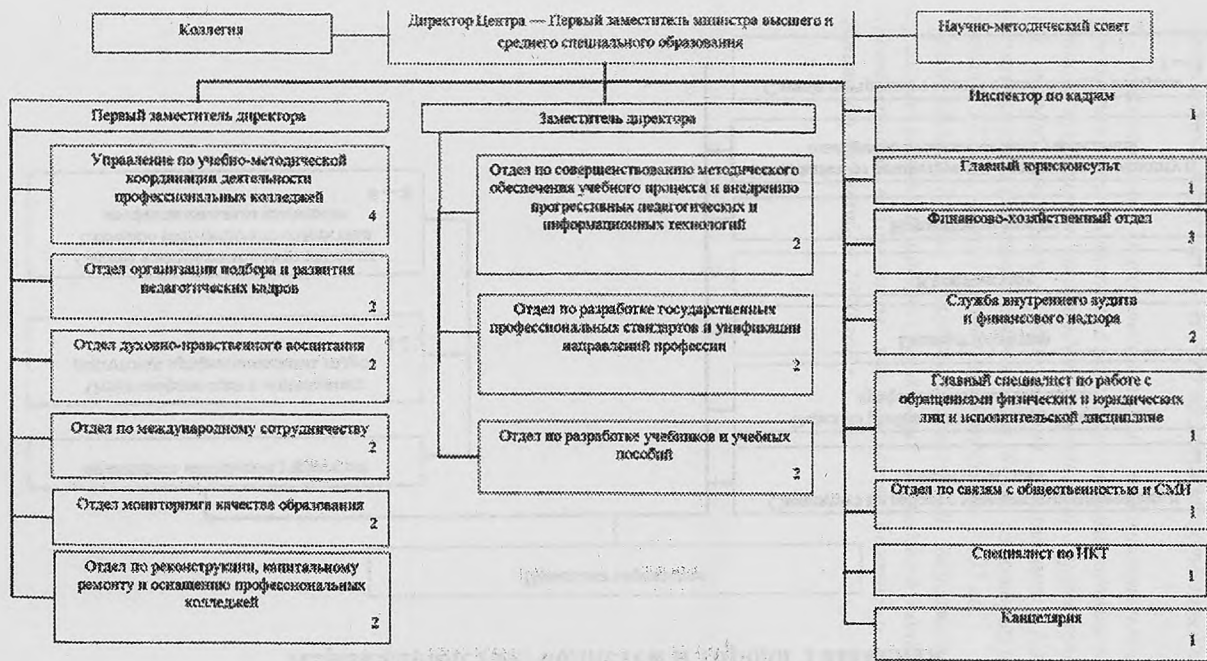 Коллегия
Директор Центра — Первый заместитель министра высшего и
среднего специального образования
Научно-методический совет
Первый заместитель директора
Управление по учебно-методической
координации деятельности
профессиональных колледжей
4
Отдел организации подбора и развития
педагогических кадров
2
Отдел духовно-нравственного воспитания
2
Отдел по международному сотрудничеству
2
Отдел мониторинга качества образования
2
Отдел по реконструкции, капитальному
ремонту и оснащению профессиональных
колледжей
2
Заместитель директора
Отдел по совершенствованию методического
обеспечения учебного процесса и внедрению
прогрессивных педагогических и
информационных технологий
2
Отдел по разработке государственных
профессиональных стандартов и унификации
направлений профессии
2
Отдел по разработке учебников и учебных
пособий
2
Инспектор по кадрам
1
Главный юрисконсульт
1
Финансово-хозяйственный отдел
3
Служба внутреннего аудита
и финансового надзора
2
Главный специалист по работе с
обращениями физических и юридических
лиц и исполнительской дисциплине
1
Отдел по связям с общественностью и СМИ
1
Специалист по ИКТ
1
Канцелярия
1